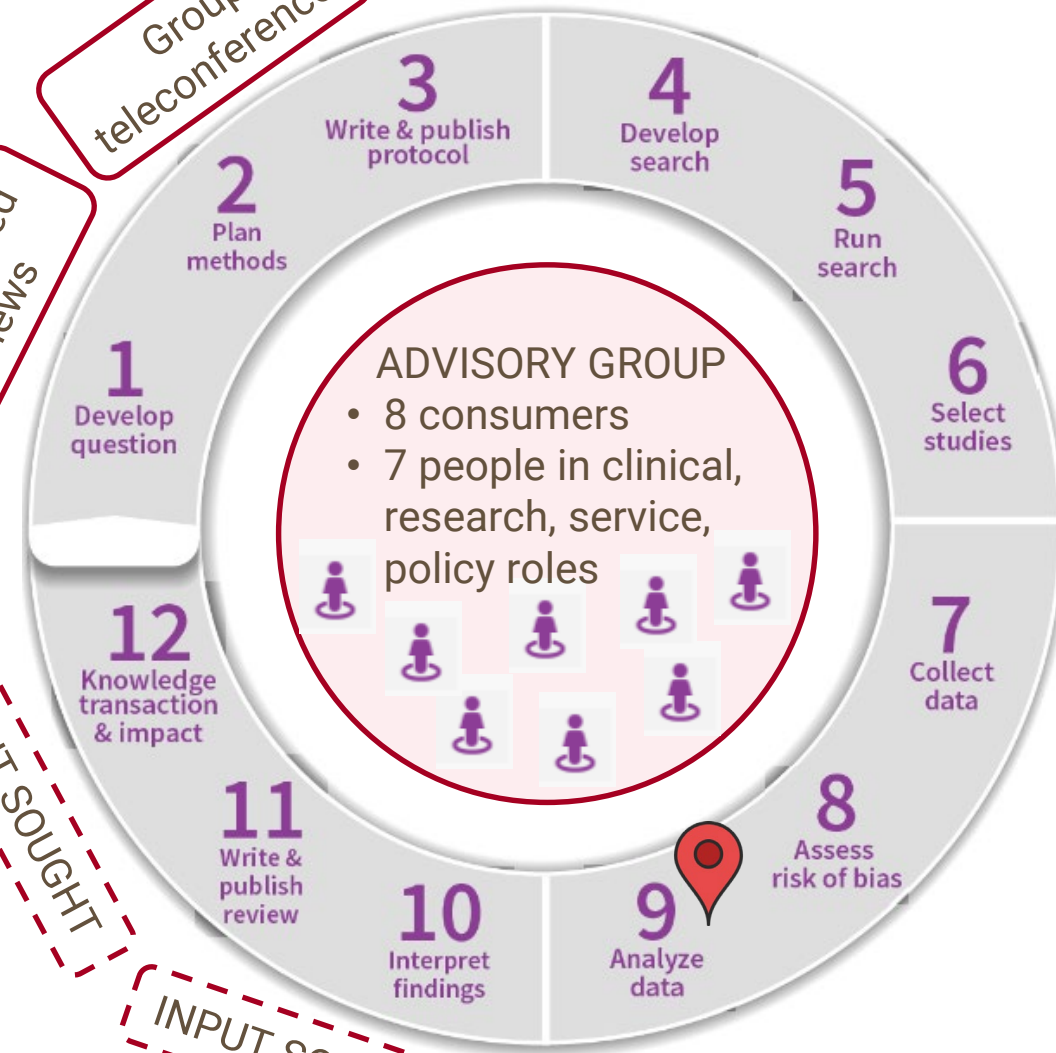 Group
teleconference
ews
3
Write & publish
protocol
4
Develop
search
2
Plan
methods
5
Run
search
1
Develop
question
6
Select
studies
ADVISORY GROUP
• 8 consumers
• 7 people in clinical,
research, service,
policy roles
12
Knowledge
transaction
& impact
7
Collect
data
11
Write &
publish
review
8
Assess
risk of bias
10
Interpret
findings
9
Analyze
data
T SOUGHT
INPUT